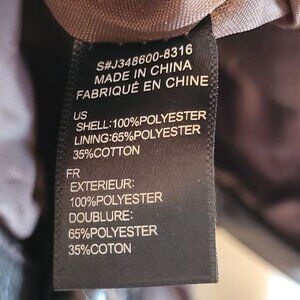 S#J348600-8316
MADE IN CHINA
FABRIQUÉ EN CHINE
US
SHELL:100%POLYESTER
LINING:65%POLYESTER
35%COTTON
FR
EXTERIEUR:
100%POLYESTER
DOUBLURE:
65%POLYESTER
35%COTON